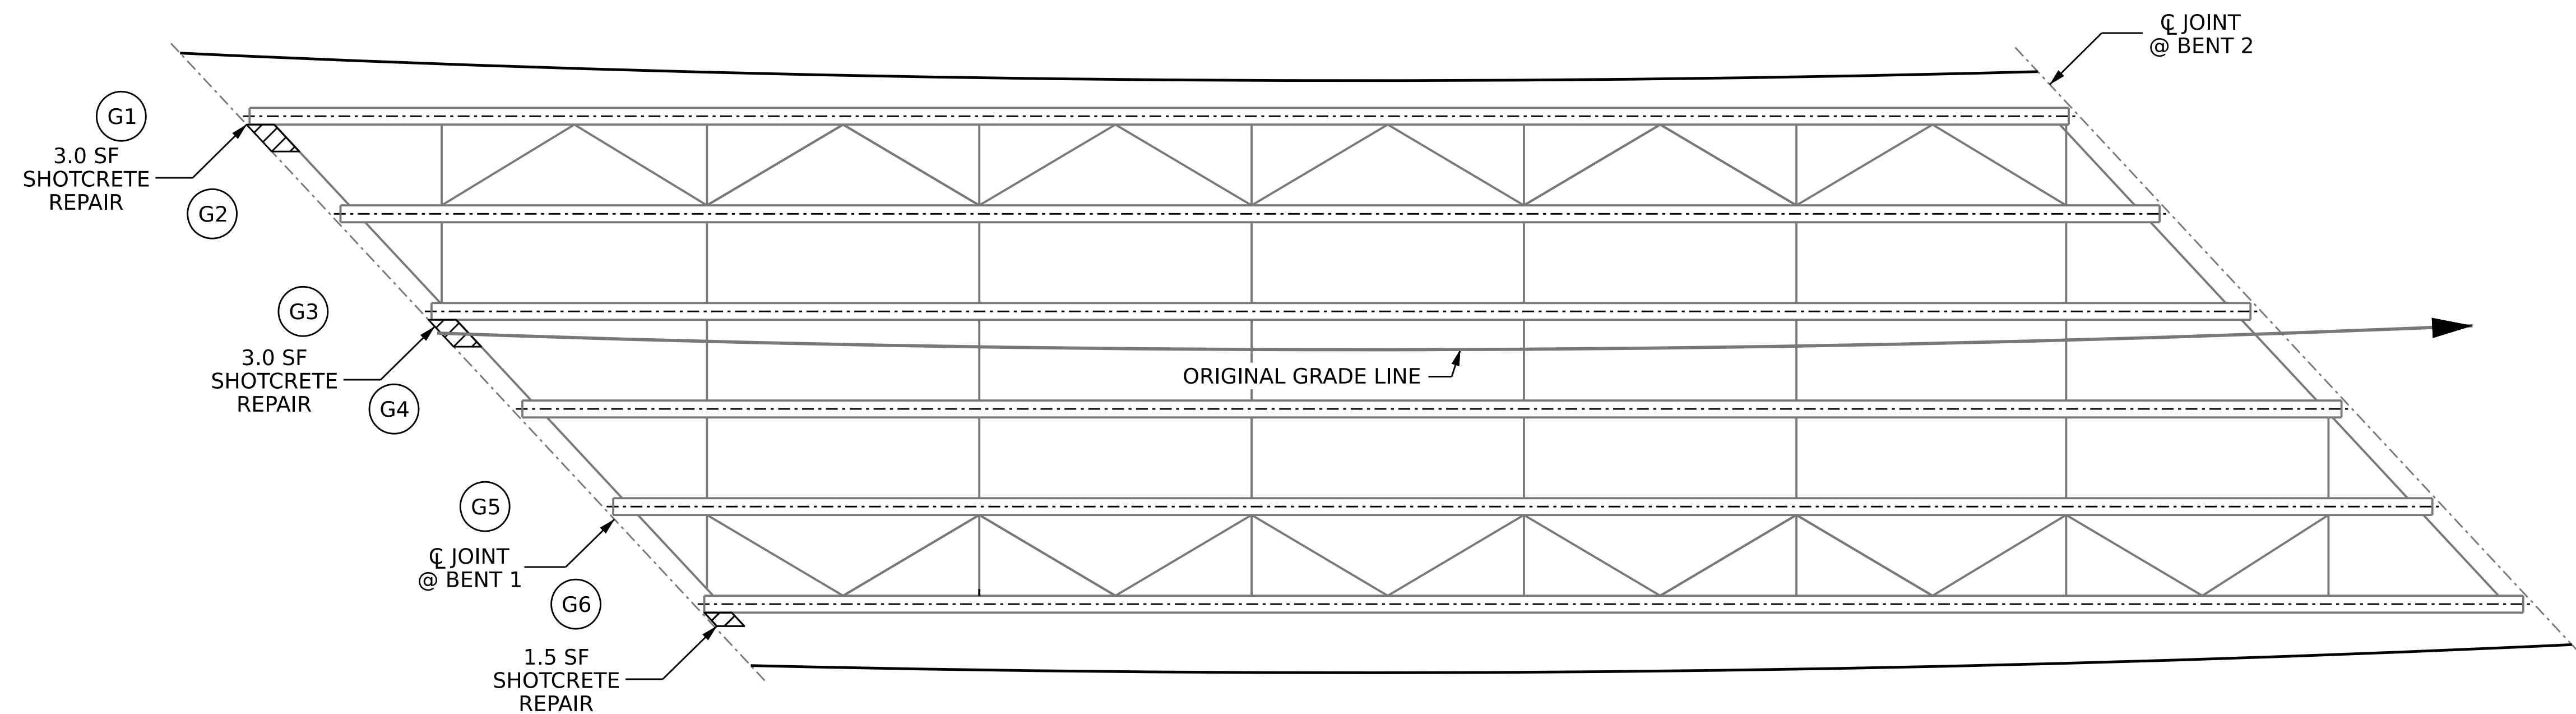 ℄ JOINT
@ BENT 2
G1
3.0 SF
SHOTCRETE
REPAIR
G2
G3
3.0 SF
SHOTCRETE
REPAIR
ORIGINAL GRADE LINE
G4
G5
℄ JOINT
@ BENT 1
G6
1.5 SF
SHOTCRETE
REPAIR